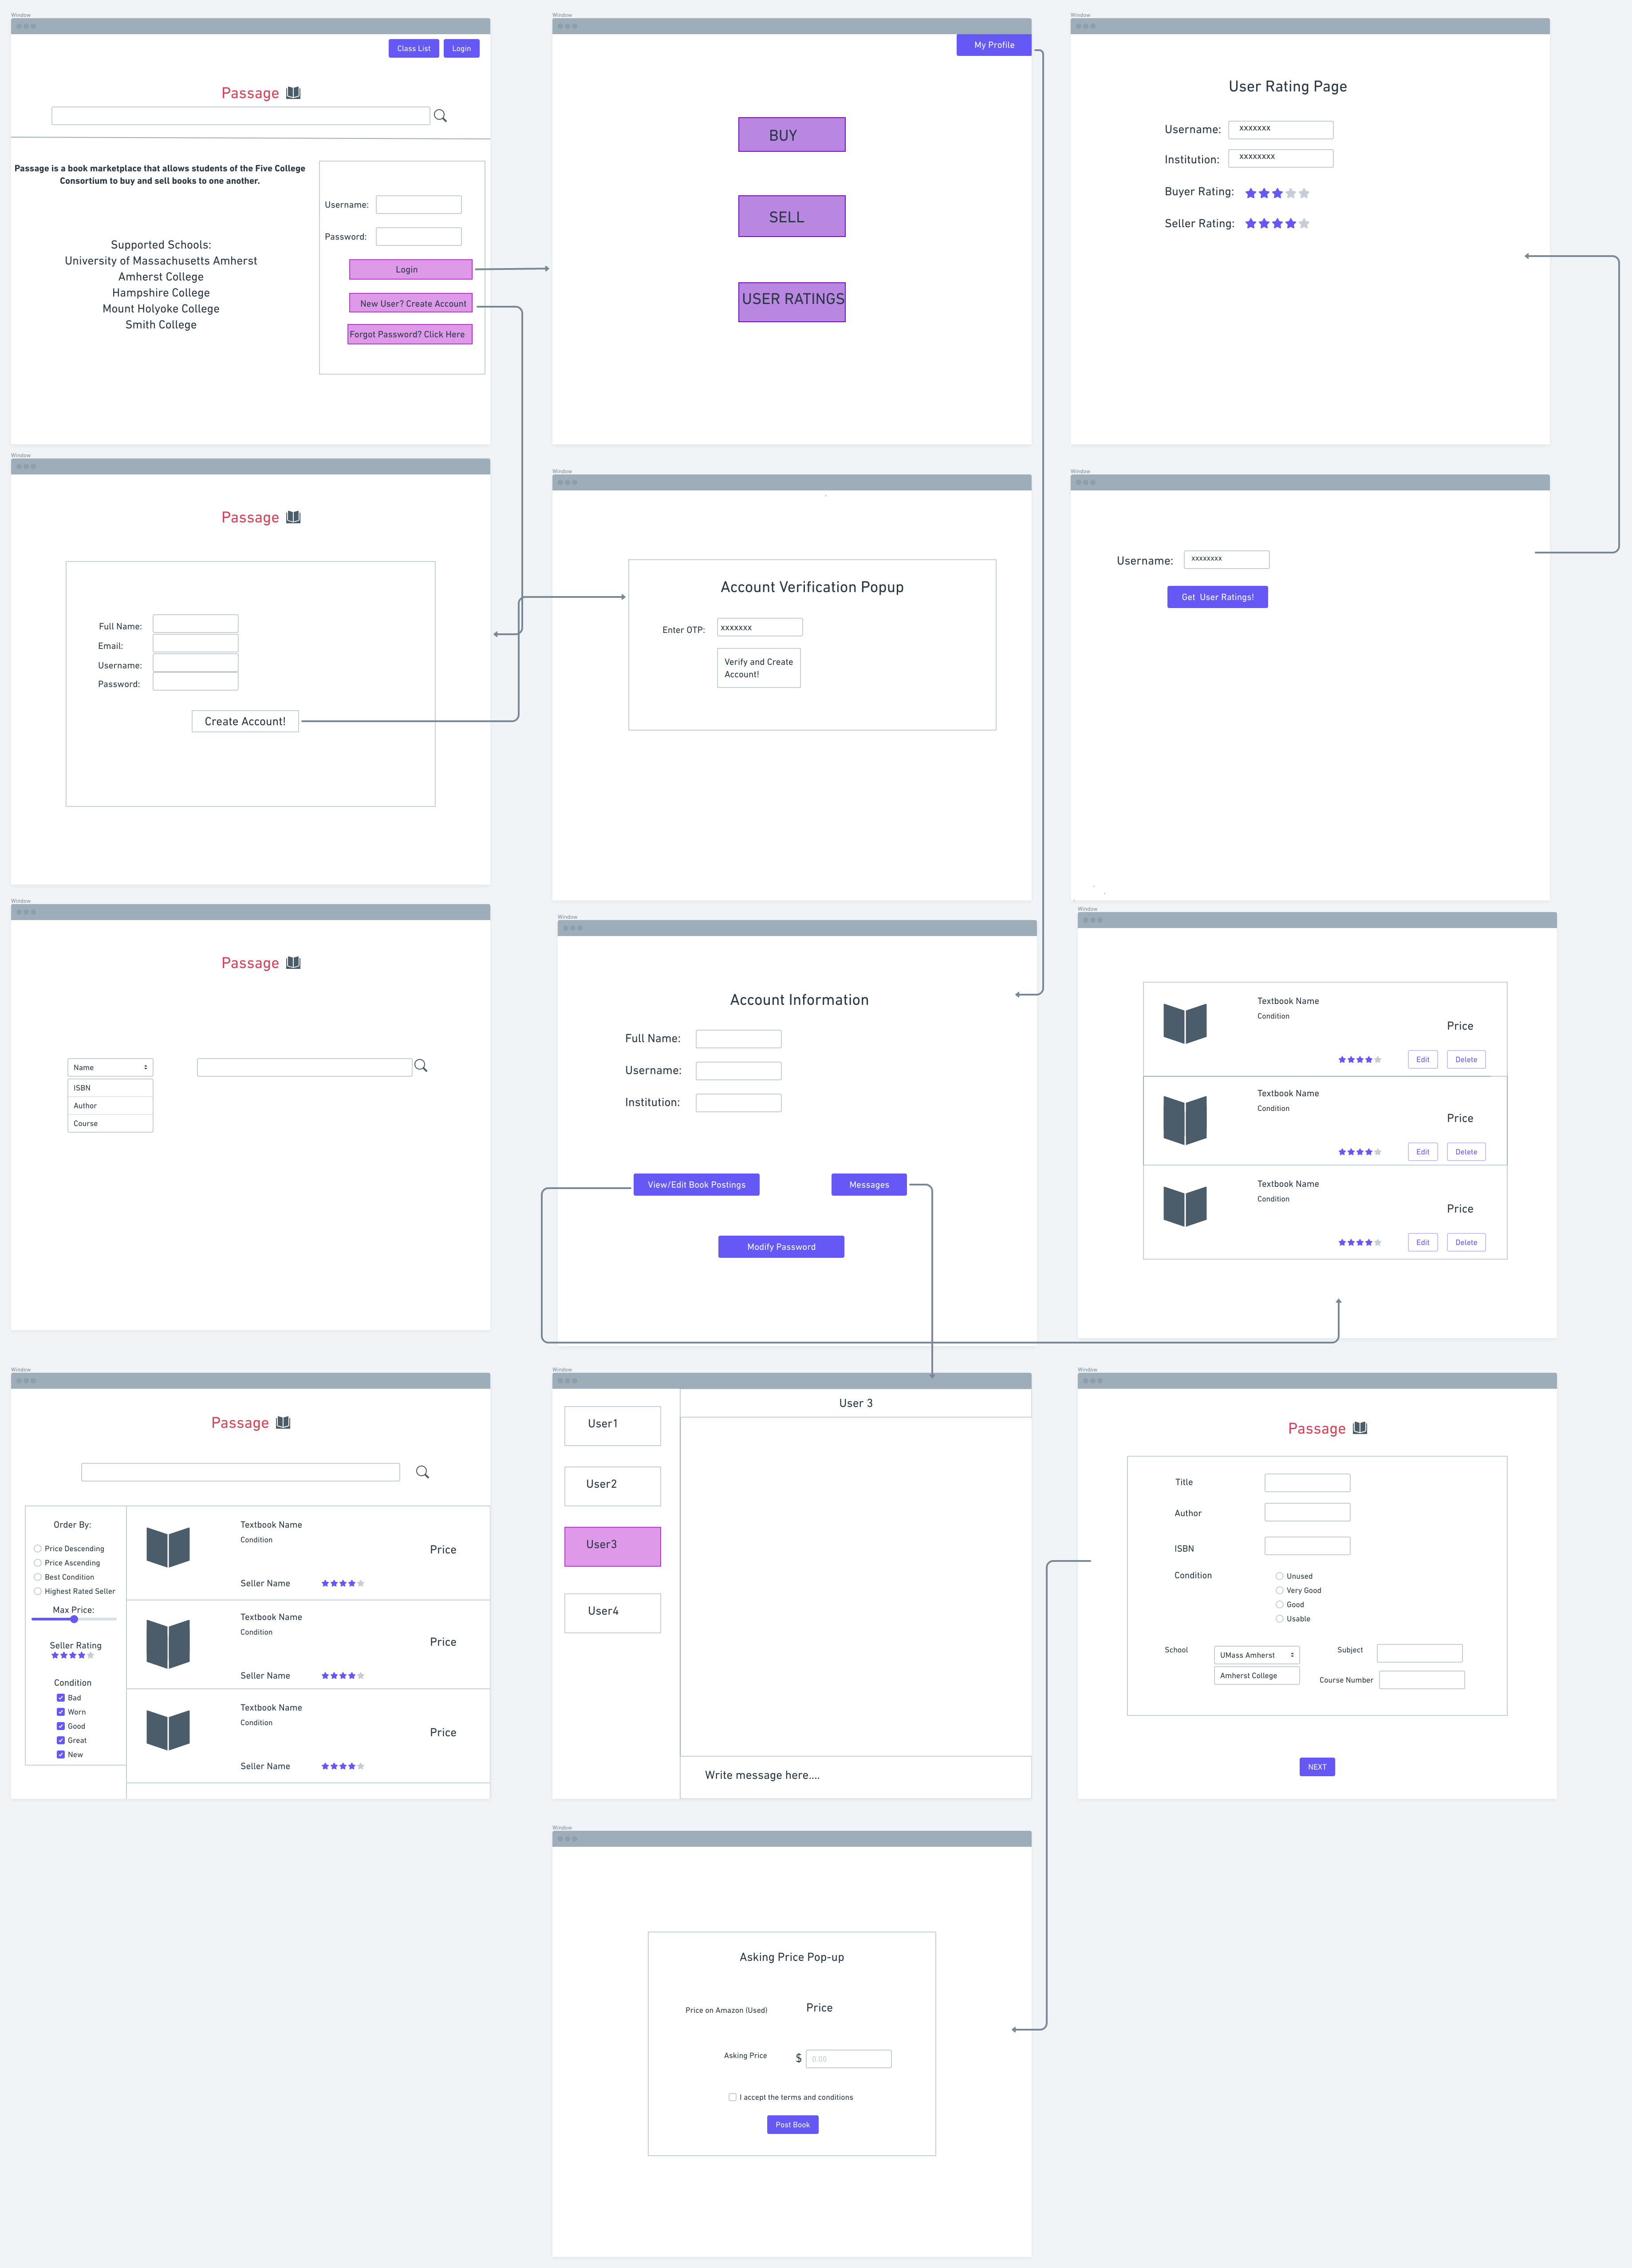 Window
Class List
Login
Passage
Passage is a book marketplace that allows students of the Five College
Consortium to buy and sell books to one another.
Supported Schools:
University of Massachusetts Amherst
Amherst College
Hampshire College
Mount Holyoke College
Smith College
Username:
Password:
Login
New User? Create Account
Forgot Password? Click Here
Window
My Profile
BUY
SELL
USER RATINGS
Window
User Rating Page
Username:
xxxxxxx
Institution:
xxxxxxxx
Buyer Rating:
Seller Rating:
Window
Passage
Full Name:
Email:
Username:
Password:
Create Account!
Window
Account Verification Popup
Enter OTP:
xxxxxxx
Verify and Create
Account!
Window
Username:
xxxxxxxx
Get User Ratings!
Window
Passage
Name
ISBN
Author
Course
Window
Account Information
Full Name:
Username:
Institution:
View/Edit Book Postings
Messages
Modify Password
Window
Textbook Name
Condition
Price
Edit
Delete
Textbook Name
Condition
Price
Edit
Delete
Textbook Name
Condition
Price
Edit
Delete
Window
Passage
Order By:
Price Descending
Price Ascending
Best Condition
Highest Rated Seller
Max Price:
Seller Rating
Condition
Bad
Worn
Good
Great
New
Textbook Name
Condition
Price
Seller Name
Textbook Name
Condition
Price
Seller Name
Textbook Name
Condition
Price
Seller Name
Window
User1
User2
User3
User4
User 3
Write message here....
Window
Passage
Title
Author
ISBN
Condition
Unused
Very Good
Good
Usable
School
UMass Amherst
Amherst College
Subject
Course Number
NEXT
Window
Asking Price Pop-up
Price on Amazon (Used)
Price
Asking Price
$
0.00
I accept the terms and conditions
Post Book